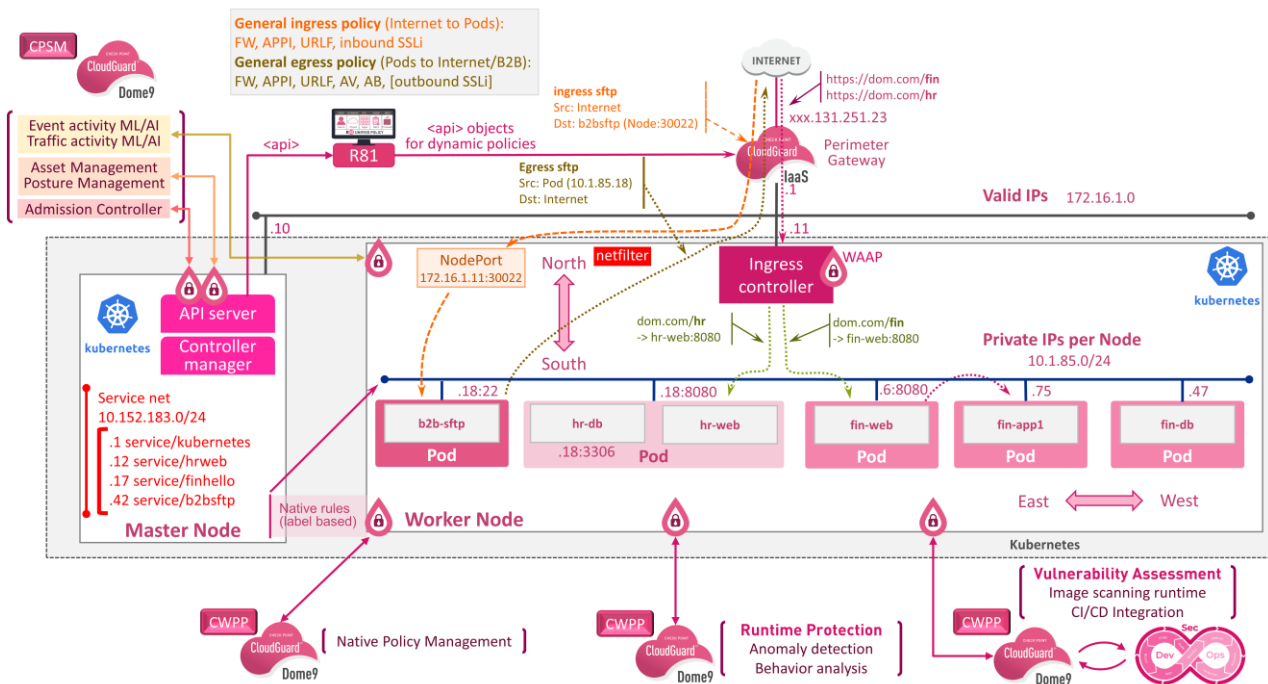 General ingress policy (Internet to Pods):
FW, APPI, URLF, inbound SSLi
General egress policy (Pods to Internet/B2B):
FW, APPI, URLF, AV, AB, [outbound SSLi]
CPSM
CHECK POINT
CloudGuard
Dome9
Event activity ML/AI
Traffic activity ML/AI
Asset Management
Posture Management
Admission Controller
<api>
R81
<api> objects
for dynamic policies
INTERNET
ingress sftp
Src: Internet
Dst: b2bsftp (Node:30022)
https://dom.com/fin
https://dom.com/hr
xxx.131.251.23
CHECK POINT
CloudGuard
IaaS
Perimeter
Gateway
Egress sftp
Src: Pod (10.1.85.18)
Dst: Internet
.1
Valid IPs 172.16.1.0
.10
.11
NodePort
172.16.1.11:30022
North
South
netfilter
Ingress
controller
WAAP
kubernetes
kubernetes
API server
Controller
manager
dom.com/hr
-> hr-web:8080
dom.com/fin
-> fin-web:8080
Private IPs per Node
10.1.85.0/24
Service net
10.152.183.0/24
.1 service/kubernetes
.12 service/hrweb
.17 service/finhello
.42 service/b2bsftp
Master Node
Native rules
(label based)
.18:22
.18:8080
.6:8080
.75
.47
b2b-sftp
Pod
hr-db
hr-web
.18:3306
Pod
fin-web
Pod
fin-app1
Pod
fin-db
Pod
East
West
Worker Node
Kubernetes
CWPP
CHECK POINT
CloudGuard
Dome9
Native Policy Management
CWPP
CHECK POINT
CloudGuard
Dome9
Runtime Protection
Anomaly detection
Behavior analysis
Vulnerability Assessment
Image scanning runtime
CI/CD Integration
CWPP
CHECK POINT
CloudGuard
Dome9
Sec
Dev
Ops